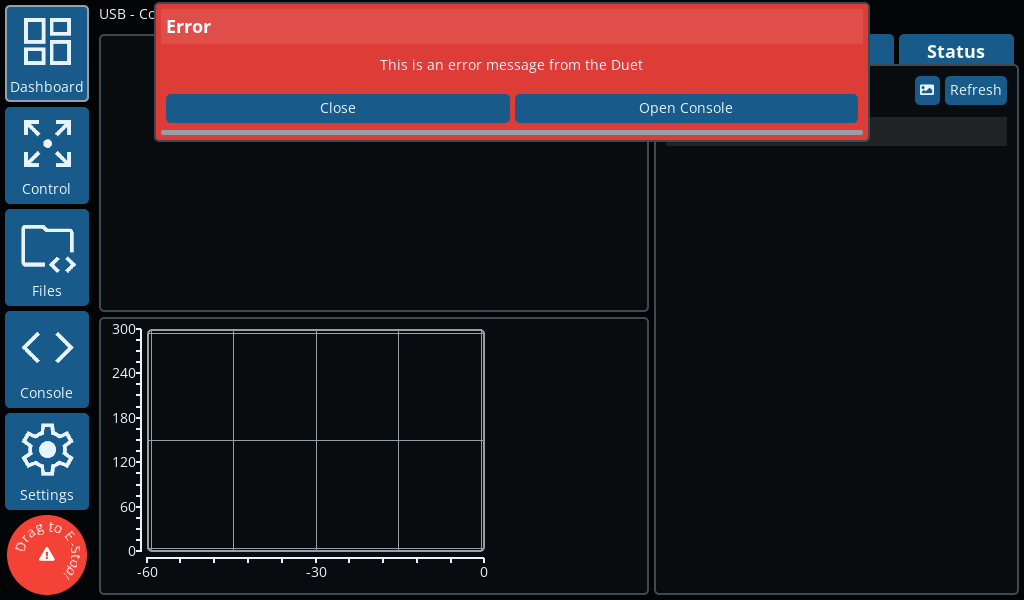 Dashboard
Control
Files
Console
Settings
Drag to E-Stop!
USB - Co
Error
This is an error message from the Duet
Close
Open Console
Status
Refresh
300
240
180
120
60
0
-60
-30
0